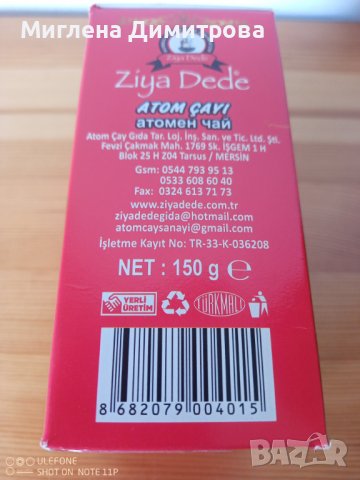 Миглена Димитрова
Ziya Dede
Ziya Dede
ATOM ÇAYI
атомен чай
Atom Çay Gıda Tar. Loj. İnş. San. ve Tic. Ltd. Şti.
Fevzi Çakmak Mah. 1769 Sk. İŞGEM 1 H
Blok 25 H Z04 Tarsus / MERSİN
Gsm: 0544 793 95 13
0533 608 60 40
Fax: 0324 613 71 73
www.ziyadede.com.tr
ziyadedegida@hotmail.com
atomcaysanayi@gmail.com
İşletme Kayıt No: TR-33-K-036208
NET : 150 g e
YERLİ
ÜRETİM
TÜRKMALI
8 682079 004015
ULEFONE
SHOT ON NOTE 11P
bazar.bg